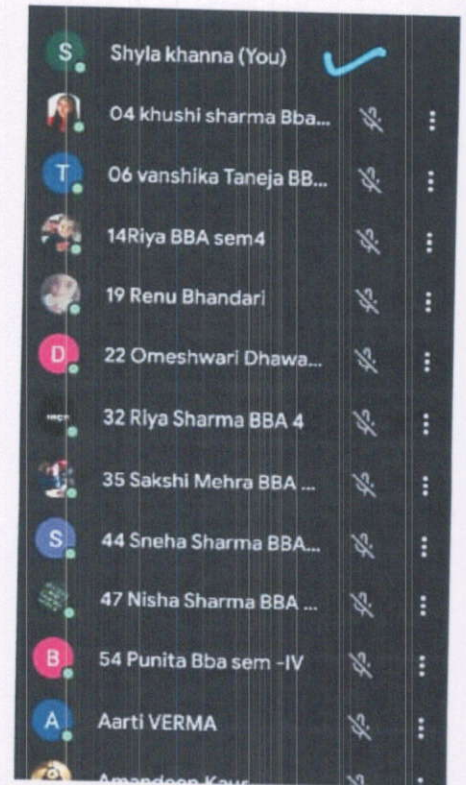 S Shyla khanna (You)
04 khushi sharma Bba...
T 06 vanshika Taneja BB...
14Riya BBA sem4
19 Renu Bhandari
D 22 Omeshwari Dhawa...
32 Riya Sharma BBA 4
35 Sakshi Mehra BBA ...
S 44 Sneha Sharma BBA...
47 Nisha Sharma BBA ...
B 54 Punita Bba sem -IV
A Aarti VERMA
Amandeep Kaur